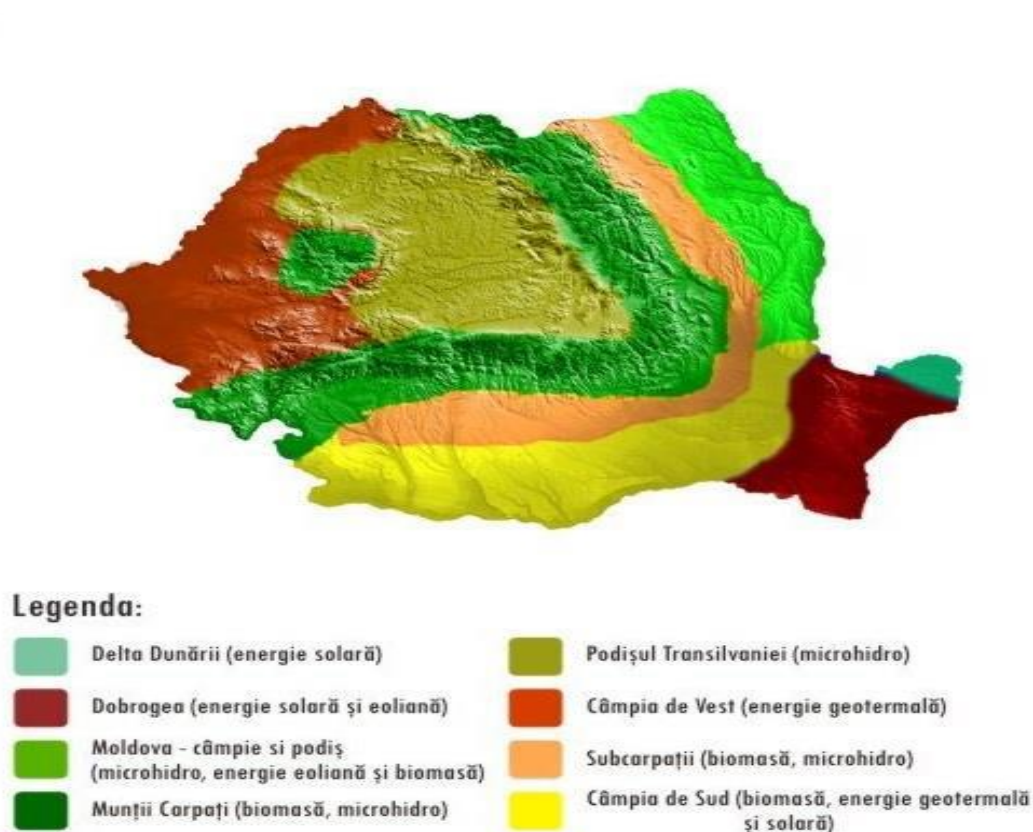 Legenda:
Delta Dunării (energie solară)
Dobrogea (energie solară și eoliană)
Moldova - câmpie si podiș
(microhidro, energie eoliană și biomasă)
Munții Carpați (biomasă, microhidro)
Podișul Transilvaniei (microhidro)
Câmpia de Vest (energie geotermală)
Subcarpații (biomasă, microhidro)
Câmpia de Sud (biomasă, energie geotermală
și solară)